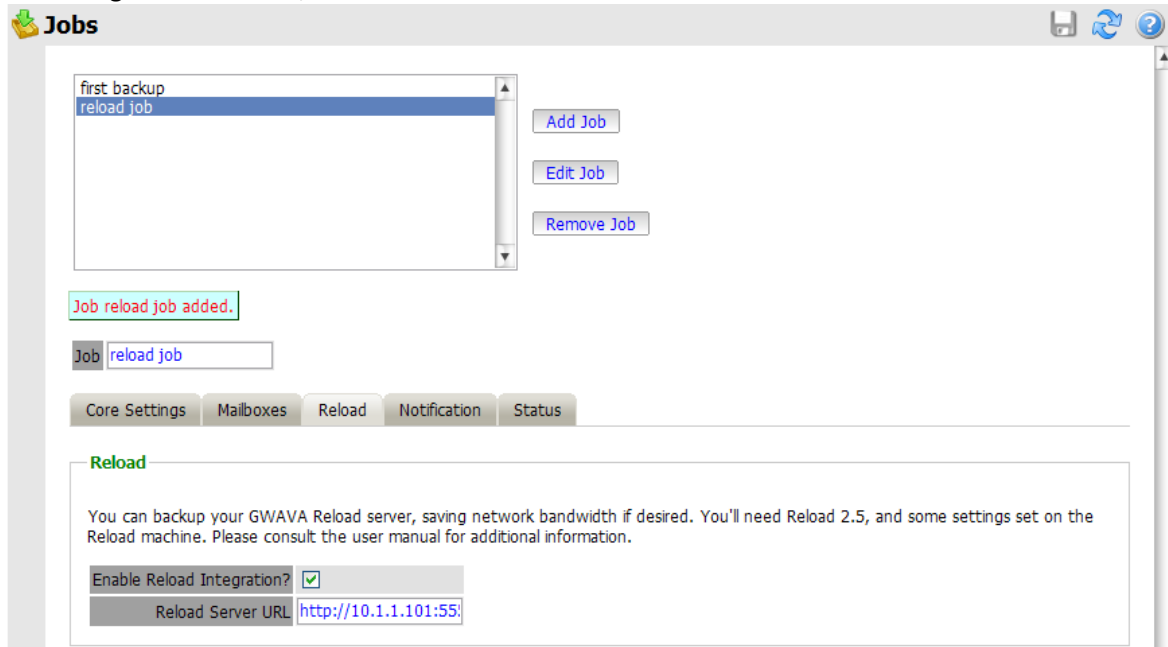 Jobs
first backup
reload job
Add Job
Edit Job
Remove Job
Job reload job added.
Job reload job
Core Settings Mailboxes Reload Notification Status
Reload
You can backup your GWAVA Reload server, saving network bandwidth if desired. You'll need Reload 2.5, and some settings set on the
Reload machine. Please consult the user manual for additional information.
Enable Reload Integration?
Reload Server URL http://10.1.1.101:55